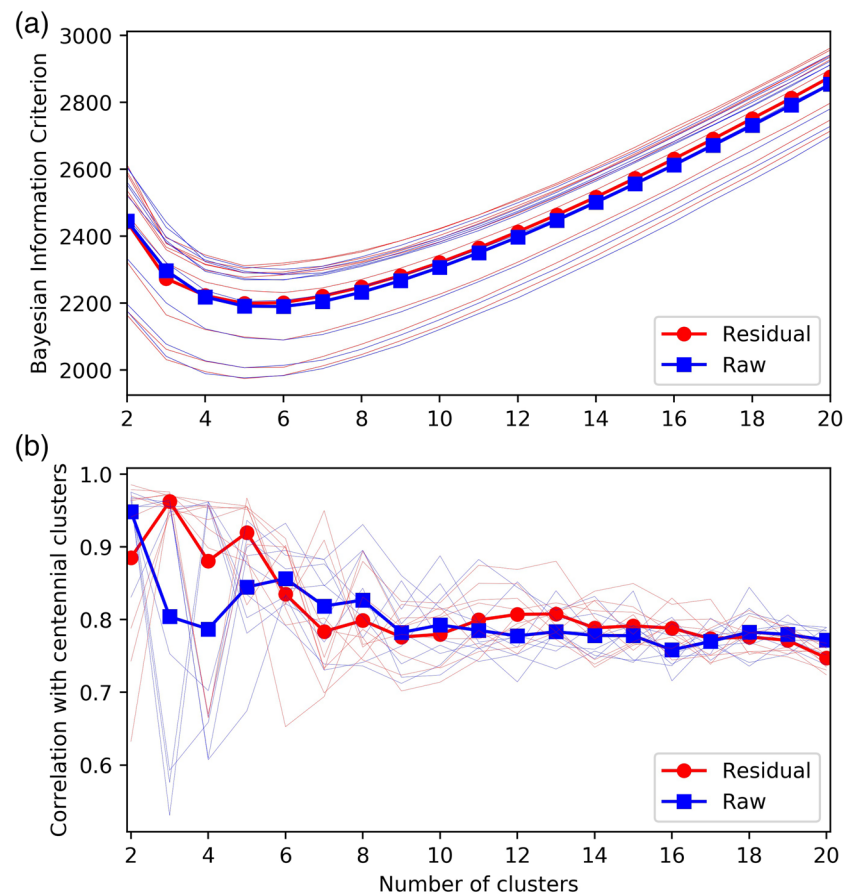 (a)
Bayesian Information Criterion
3000
2800
2600
2400
2200
2000
Residual
Raw
2 4 6 8 10 12 14 16 18 20
(b)
Correlation with centennial clusters
1.0
0.9
0.8
0.7
0.6
Residual
Raw
2 4 6 8 10 12 14 16 18 20
Number of clusters